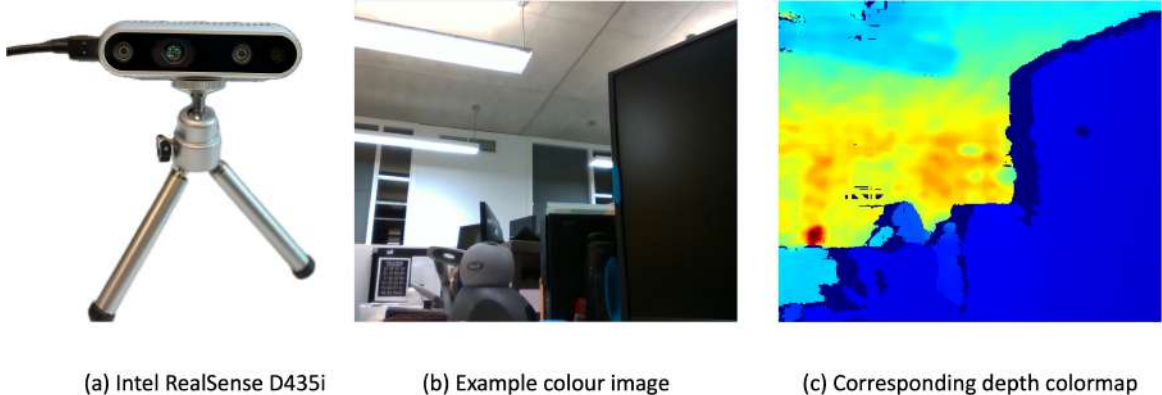 (a) Intel RealSense D435i
(b) Example colour image
(c) Corresponding depth colormap